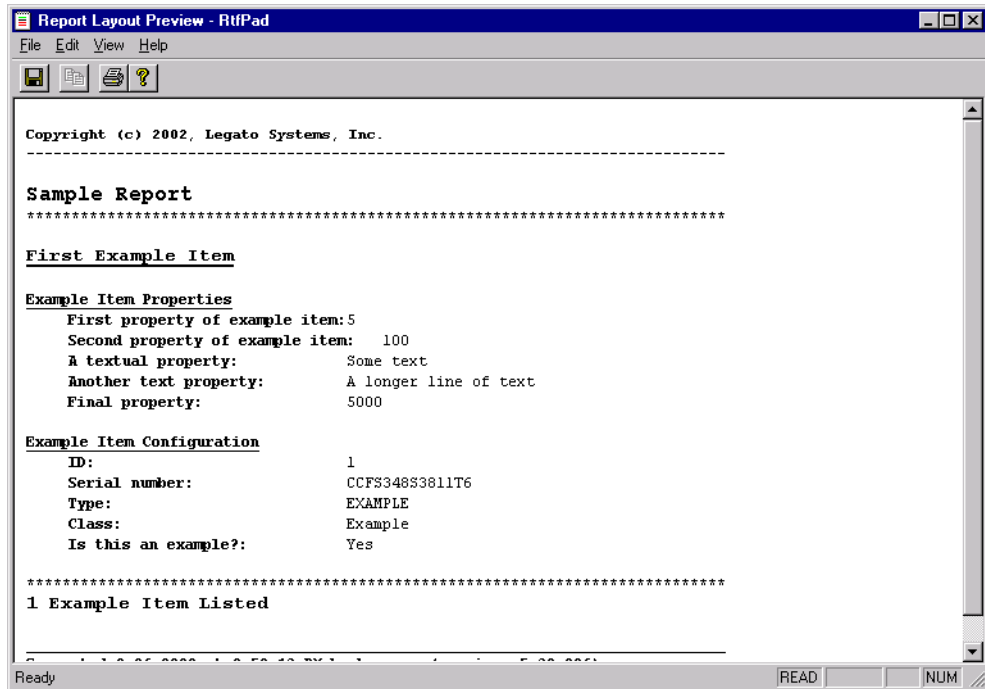 Report Layout Preview - RtfPad
File Edit View Help
Copyright (c) 2002, Legato Systems, Inc.
------------------------------------------------------------------------------
Sample Report
******************************************************************************
First Example Item
Example Item Properties
First property of example item: 5
Second property of example item: 100
A textual property: Some text
Another text property: A longer line of text
Final property: 5000
Example Item Configuration
ID: 1
Serial number: CCFS348S3811T6
Type: EXAMPLE
Class: Example
Is this an example?: Yes
******************************************************************************
1 Example Item Listed
Ready READ NUM